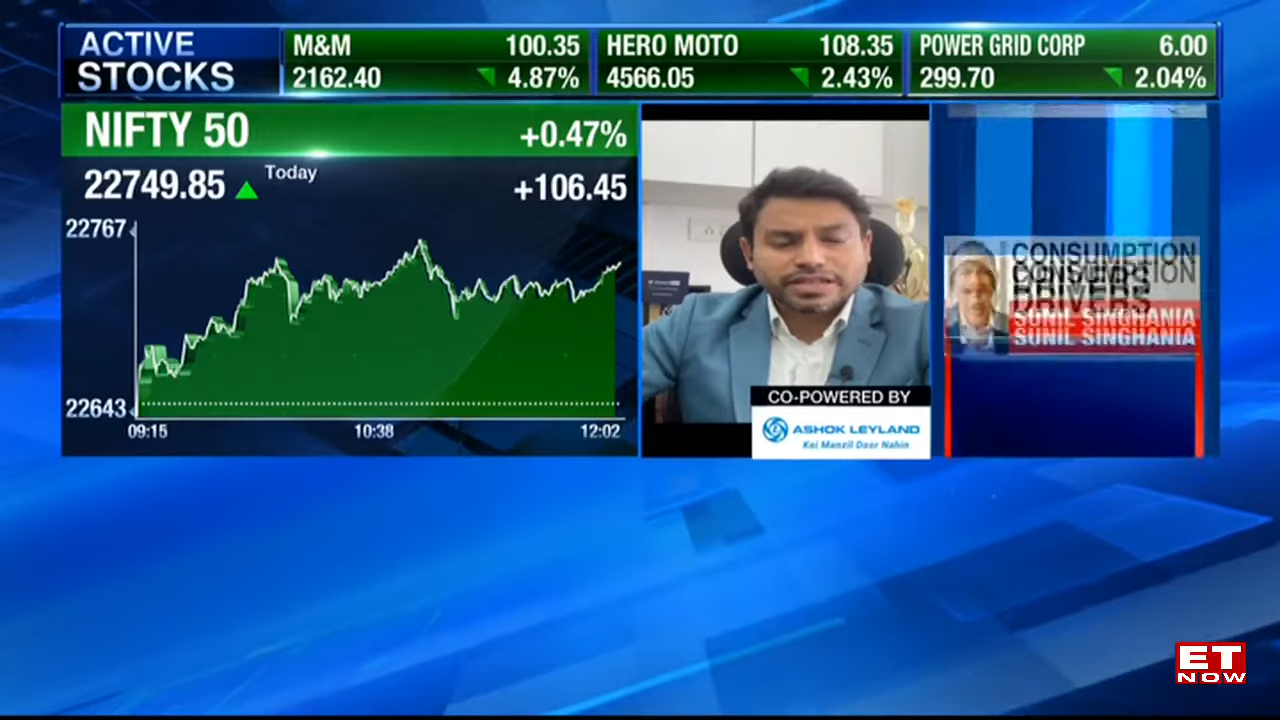 ACTIVE
STOCKS
M&M 100.35
2162.40 4.87%
HERO MOTO 108.35
4566.05 2.43%
POWER GRID CORP 6.00
299.70 2.04%
NIFTY 50 +0.47%
22749.85 Today +106.45
22767
22643
09:15 10:38 12:02
CO-POWERED BY
ASHOK LEYLAND
Koi Manzil Door Nahin
CONSUMPTION
DRIVERS
SUNIL SINGHANIA
SUNIL SINGHANIA
ET
NOW